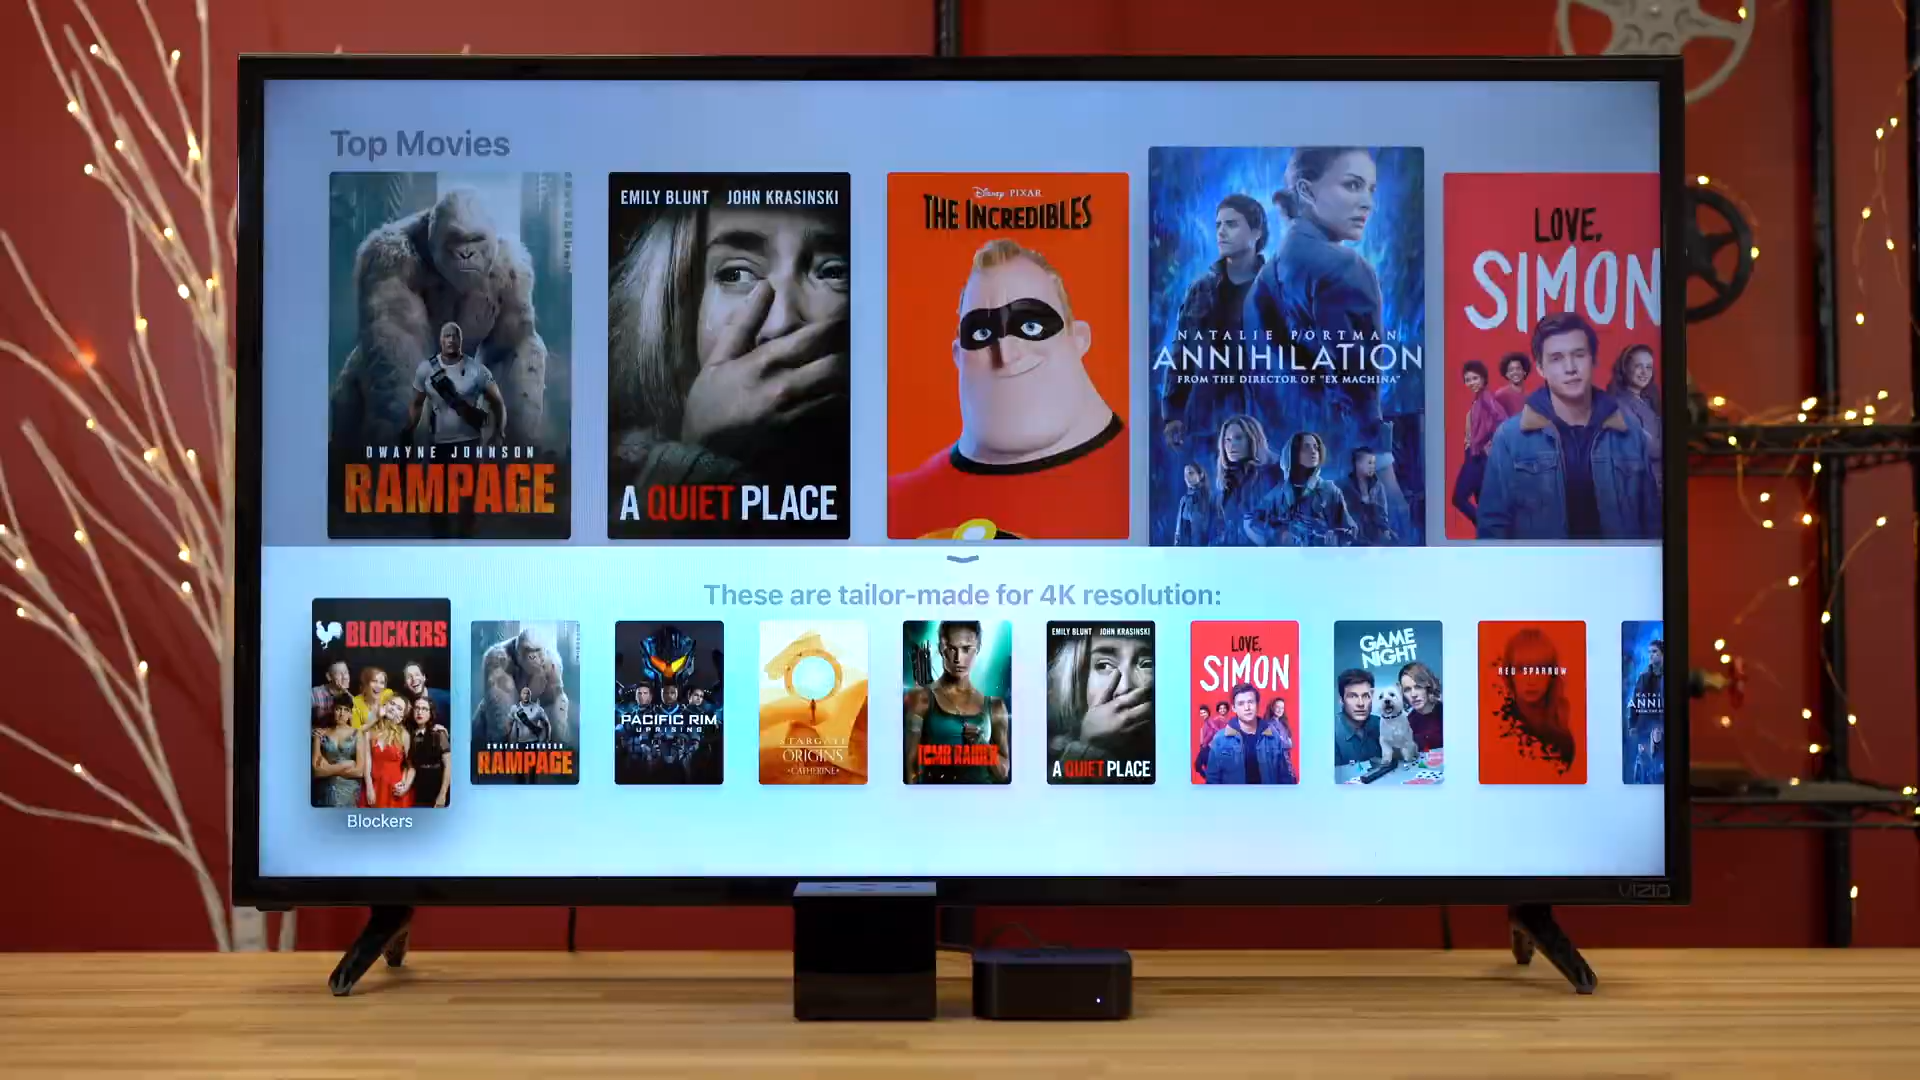 Top Movies
DWAYNE JOHNSON
RAMPAGE
EMILY BLUNT JOHN KRASINSKI
A QUIET PLACE
Disney PIXAR
THE INCREDIBLES
NATALIE PORTMAN
ANNIHILATION
FROM THE DIRECTOR OF "EX MACHINA"
LOVE,
SIMON
These are tailor-made for 4K resolution:
BLOCKERS
Blockers
DWAYNE JOHNSON
RAMPAGE
PACIFIC RIM
UPRISING
STARGATE
ORIGINS
CATHERINE
TOMB RAIDER
EMILY BLUNT JOHN KRASINSKI
A QUIET PLACE
LOVE,
SIMON
GAME
NIGHT
RED SPARROW
ANNI
VIZIO